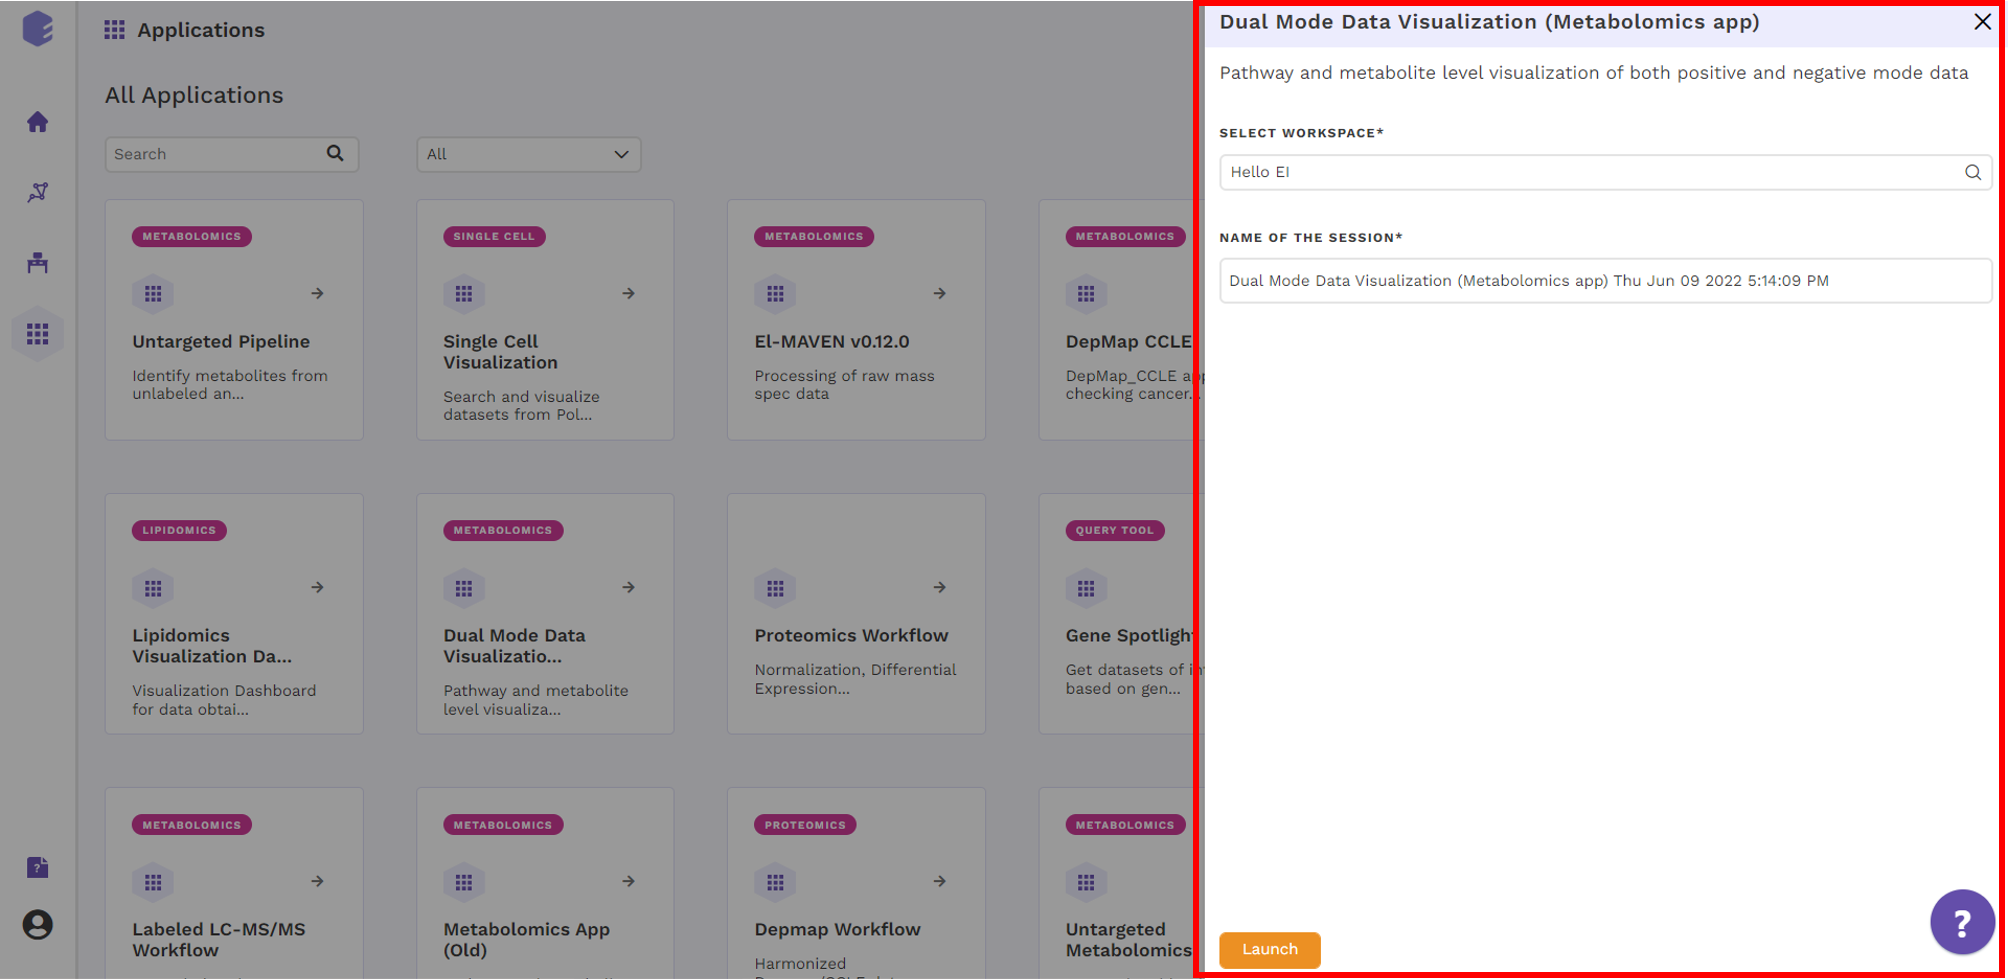 Applications
All Applications
Search
All
METABOLOMICS
Untargeted Pipeline
Identify metabolites from
unlabeled an...
SINGLE CELL
Single Cell
Visualization
Search and visualize
datasets from Pol...
METABOLOMICS
El-MAVEN v0.12.0
Processing of raw mass
spec data
METABOLOMICS
DepMap CCLE
DepMap_CCLE app
checking cancer...
LIPIDOMICS
Lipidomics
Visualization Da...
Visualization Dashboard
for data obtai...
METABOLOMICS
Dual Mode Data
Visualizatio...
Pathway and metabolite
level visualiza...
Proteomics Workflow
Normalization, Differential
Expression...
QUERY TOOL
Gene Spotlight
Get datasets of
based on gen...
METABOLOMICS
Labeled LC-MS/MS
Workflow
METABOLOMICS
Metabolomics App
(Old)
PROTEOMICS
Depmap Workflow
Harmonized
METABOLOMICS
Untargeted
Metabolomics
Dual Mode Data Visualization (Metabolomics app)
Pathway and metabolite level visualization of both positive and negative mode data
SELECT WORKSPACE*
Hello EI
NAME OF THE SESSION*
Dual Mode Data Visualization (Metabolomics app) Thu Jun 09 2022 5:14:09 PM
Launch
?